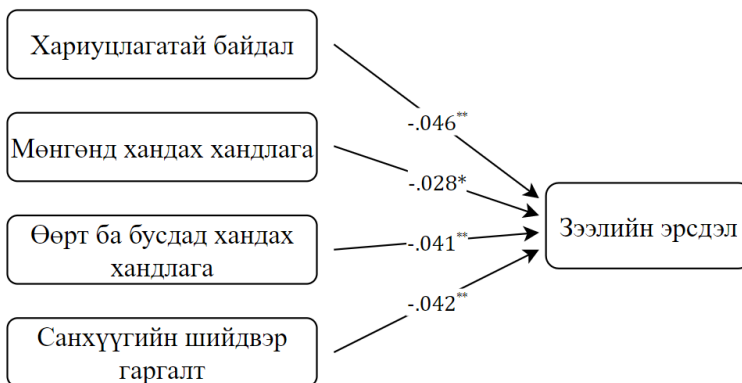 Хариуцлагатай байдал
-.046**
Мөнгөнд хандах хандлага
-.028*
Өөрт ба бусдад хандах
хандлага
-.041**
Зээлийн эрсдэл
-.042**
Санхүүгийн шийдвэр
гаргалт